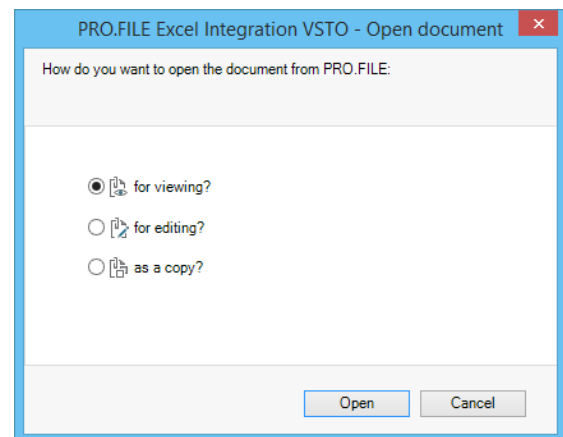 PRO.FILE Excel Integration VSTO - Open document
How do you want to open the document from PRO.FILE:
for viewing?
for editing?
as a copy?
Open Cancel